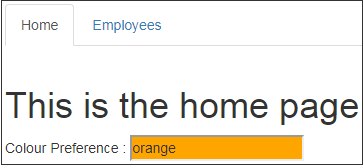 Home Employees
This is the home page
Colour Preference : orange